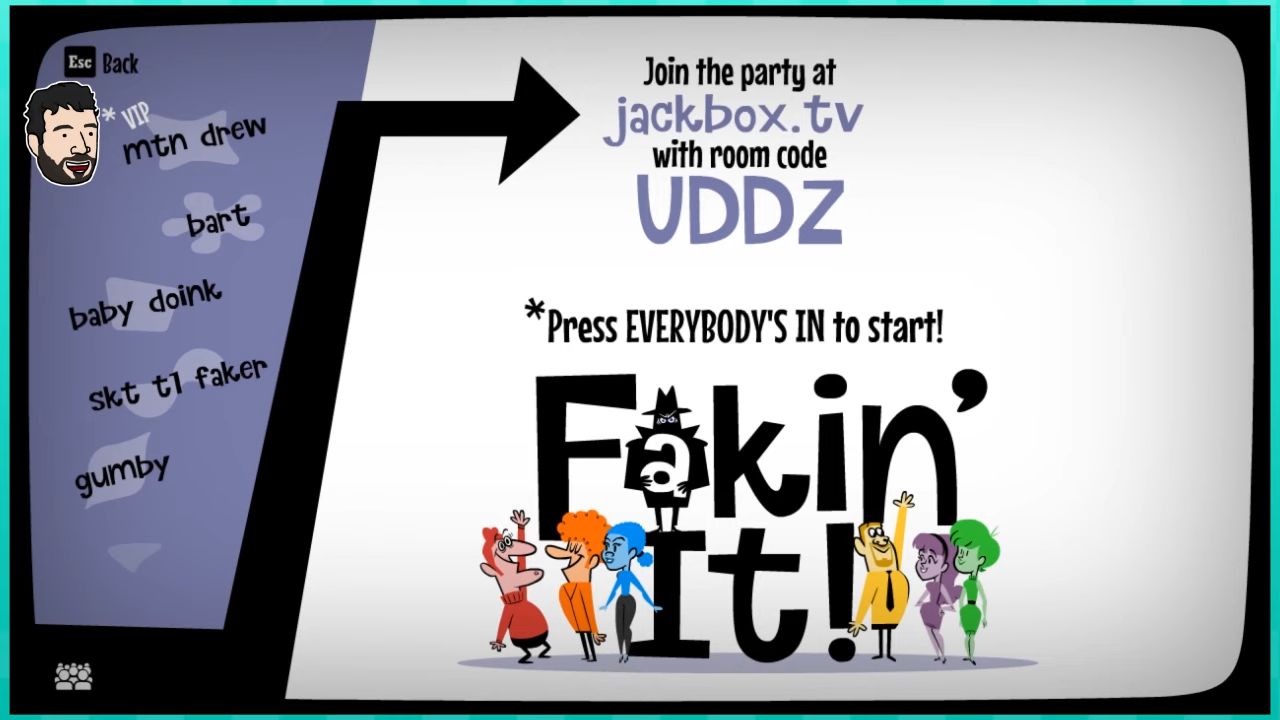 Esc Back
* VIP
mtn drew
bart
baby doink
skt t1 faker
gumby
Join the party at
jackbox.tv
with room code
UDDZ
*Press EVERYBODY'S IN to start!
Fakin'
It!